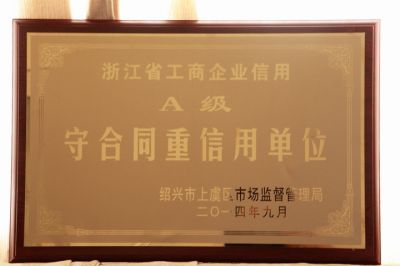 浙江省工商企业信用
A级
守合同重信用单位
绍兴市上虞区市场监督管理局
二〇一四年九月